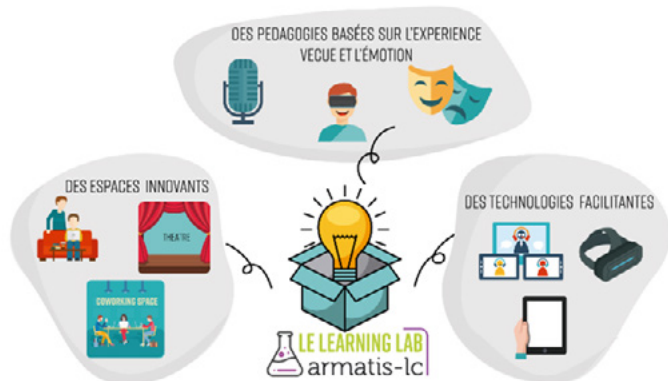 DES PEDAGOGIES BASÉES SUR L'EXPERIENCE
VECUE ET L'ÉMOTION
DES ESPACES INNOVANTS
THEATRE
COWORKING SPACE
DES TECHNOLOGIES FACILITANTES
LE LEARNING LAB
armatis-lc